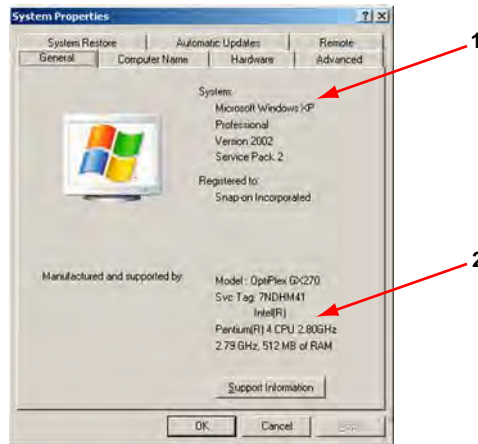 System Properties
System Restore Automatic Updates Remote
General Computer Name Hardware Advanced
1
System:
Microsoft Windows XP
Professional
Version 2002
Service Pack 2
Registered to:
Snap-on Incorporated
2
Manufactured and supported by:
Model : OptiPlex GX270
Svc Tag: 7NDHM41
Intel(R)
Pentium(R) 4 CPU 2.80GHz
2.79 GHz, 512 MB of RAM
Support Information
OK Cancel